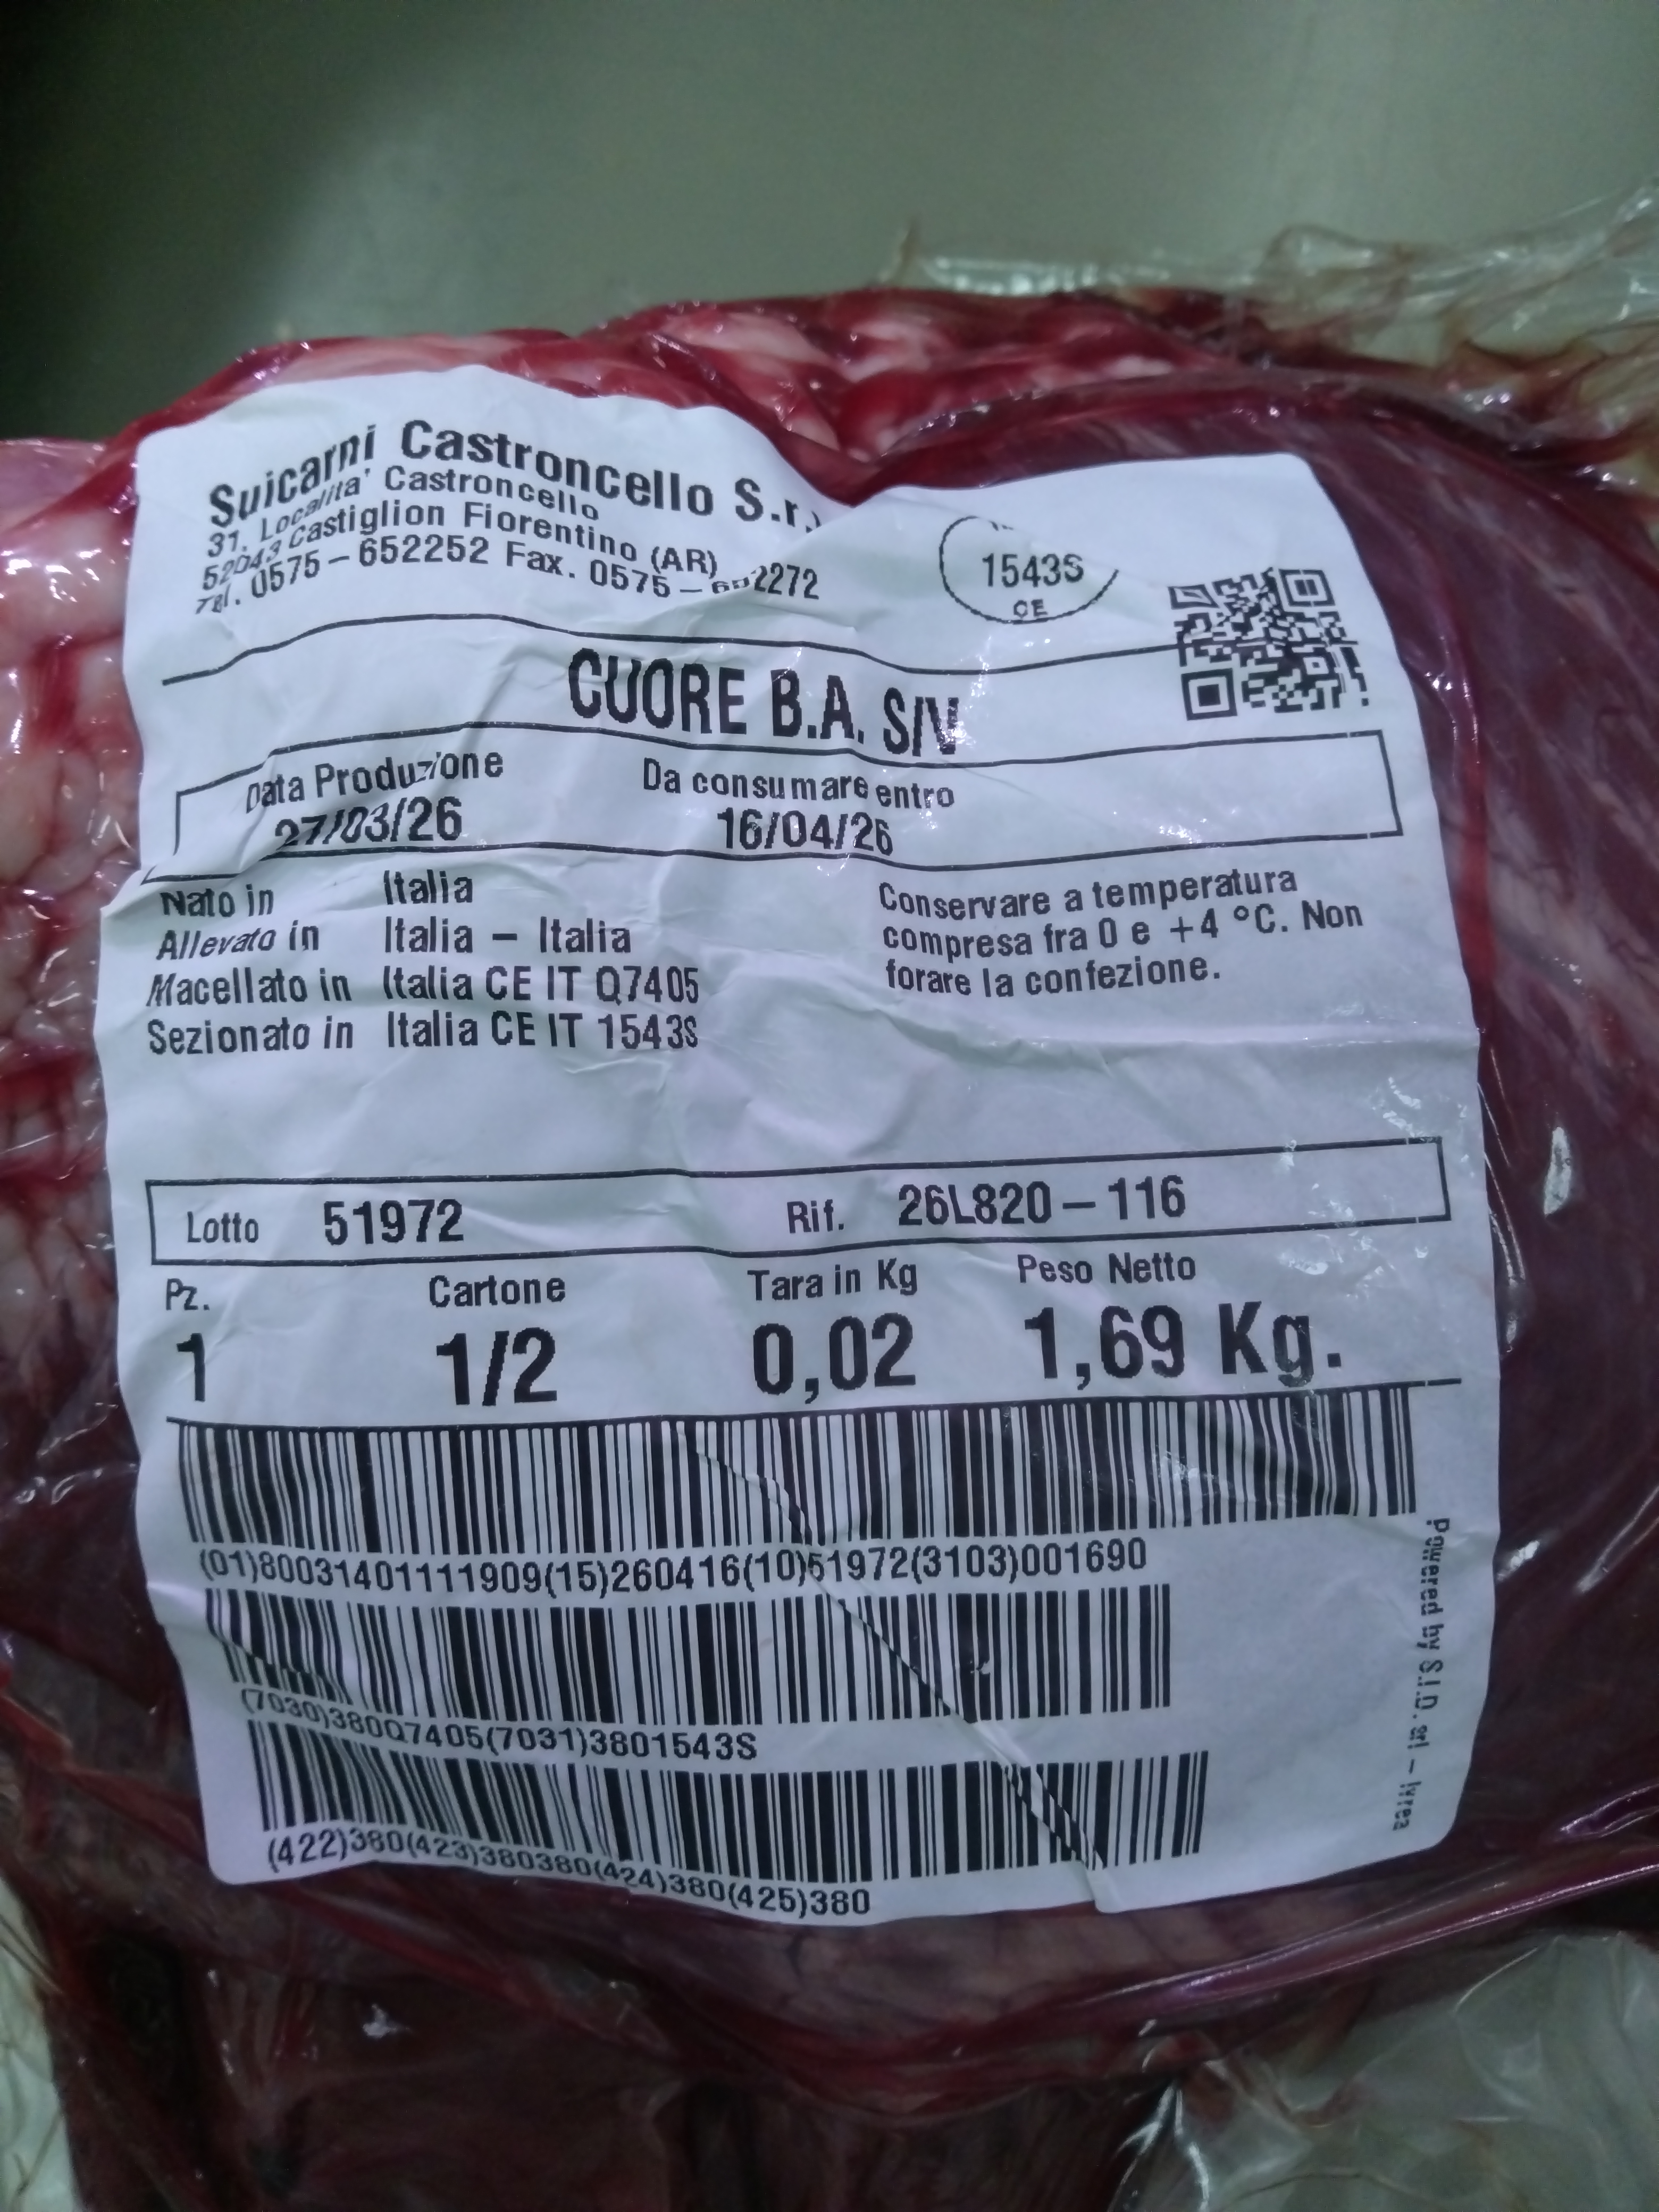 Suicarni Castroncello S.r.
31, Localita' Castroncello
52043 Castiglion Fiorentino (AR)
Tel. 0575-652252 Fax. 0575-652272
1543S
CE
CUORE B.A. S/V
Data Produzione Da consumare entro
27/03/26 16/04/26
Nato in Italia
Allevato in Italia - Italia
Macellato in Italia CE IT Q7405
Sezionato in Italia CE IT 1543S
Conservare a temperatura
compresa fra 0 e +4 °C. Non
forare la confezione.
Lotto 51972 Rif. 26L820-116
Pz. Cartone Tara in Kg Peso Netto
1 1/2 0,02 1,69 Kg.
(01)80031401111909(15)260416(10)51972(3103)001690
(7030)380Q7405(7031)3801543S
(422)380(423)380380(424)380(425)380
Powered by S.I.D. srl - Ivrea